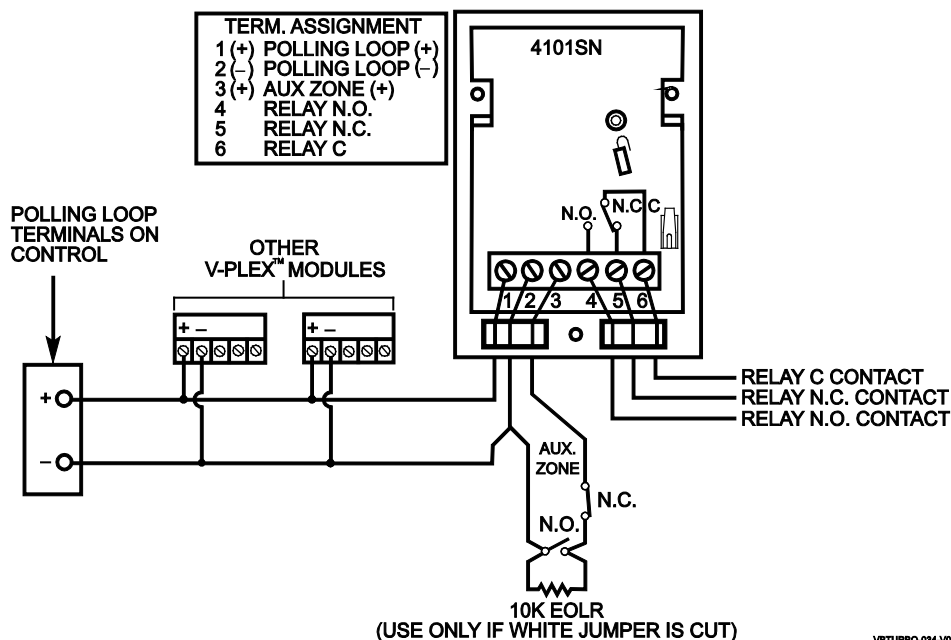 TERM. ASSIGNMENT
1 (+) POLLING LOOP (+)
2 (–) POLLING LOOP (–)
3 (+) AUX ZONE (+)
4 RELAY N.O.
5 RELAY N.C.
6 RELAY C
4101SN
N.O. N.C C
1 2 3 4 5 6
POLLING LOOP
TERMINALS ON
CONTROL
OTHER
V-PLEX™ MODULES
+ –
+ –
+
–
RELAY C CONTACT
RELAY N.C. CONTACT
RELAY N.O. CONTACT
AUX.
ZONE
N.C.
N.O.
10K EOLR
(USE ONLY IF WHITE JUMPER IS CUT)